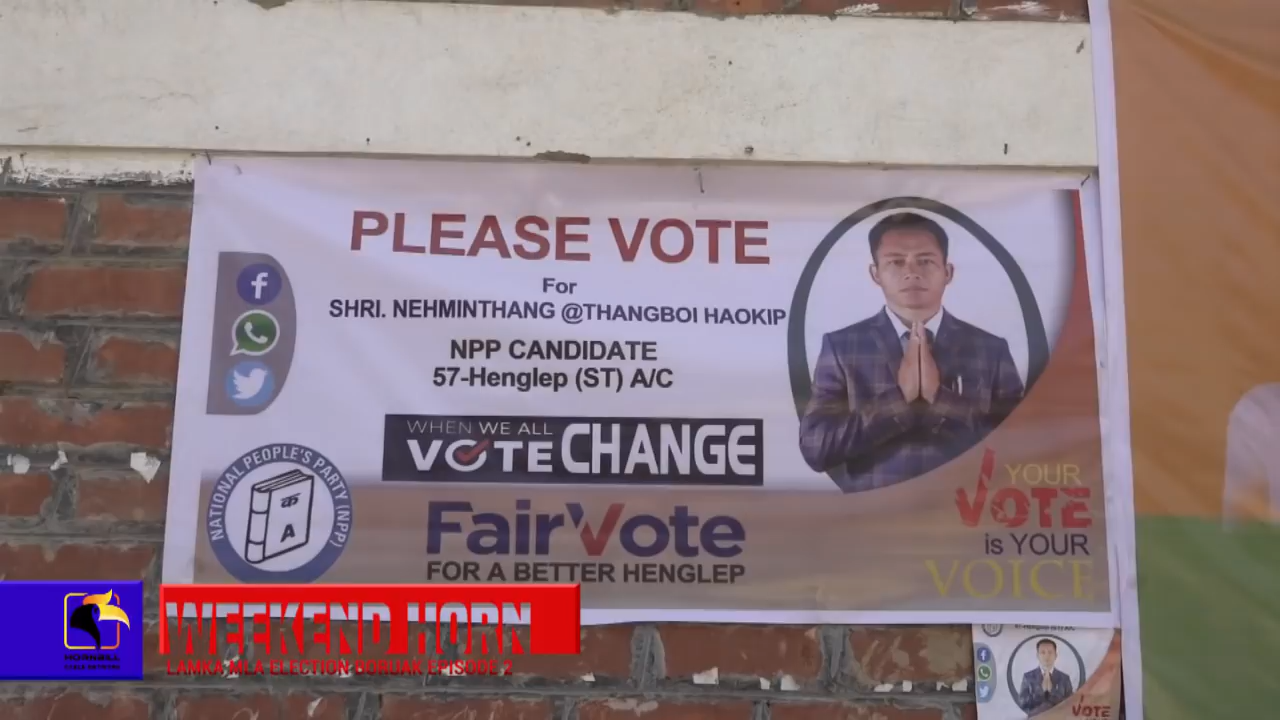 PLEASE VOTE
For
SHRI. NEHMINTHANG @THANGBOI HAOKIP
NPP CANDIDATE
57-Henglep (ST) A/C
WHEN WE ALL
VOTE CHANGE
NATIONAL PEOPLE'S PARTY (NPP)
क
A
FairVote
FOR A BETTER HENGLEP
YOUR
VOTE
is YOUR
VOICE
HORNBILL
WEEKEND HORN
LAMKA MLA ELECTION BORUAK EPISODE 2
VOTE